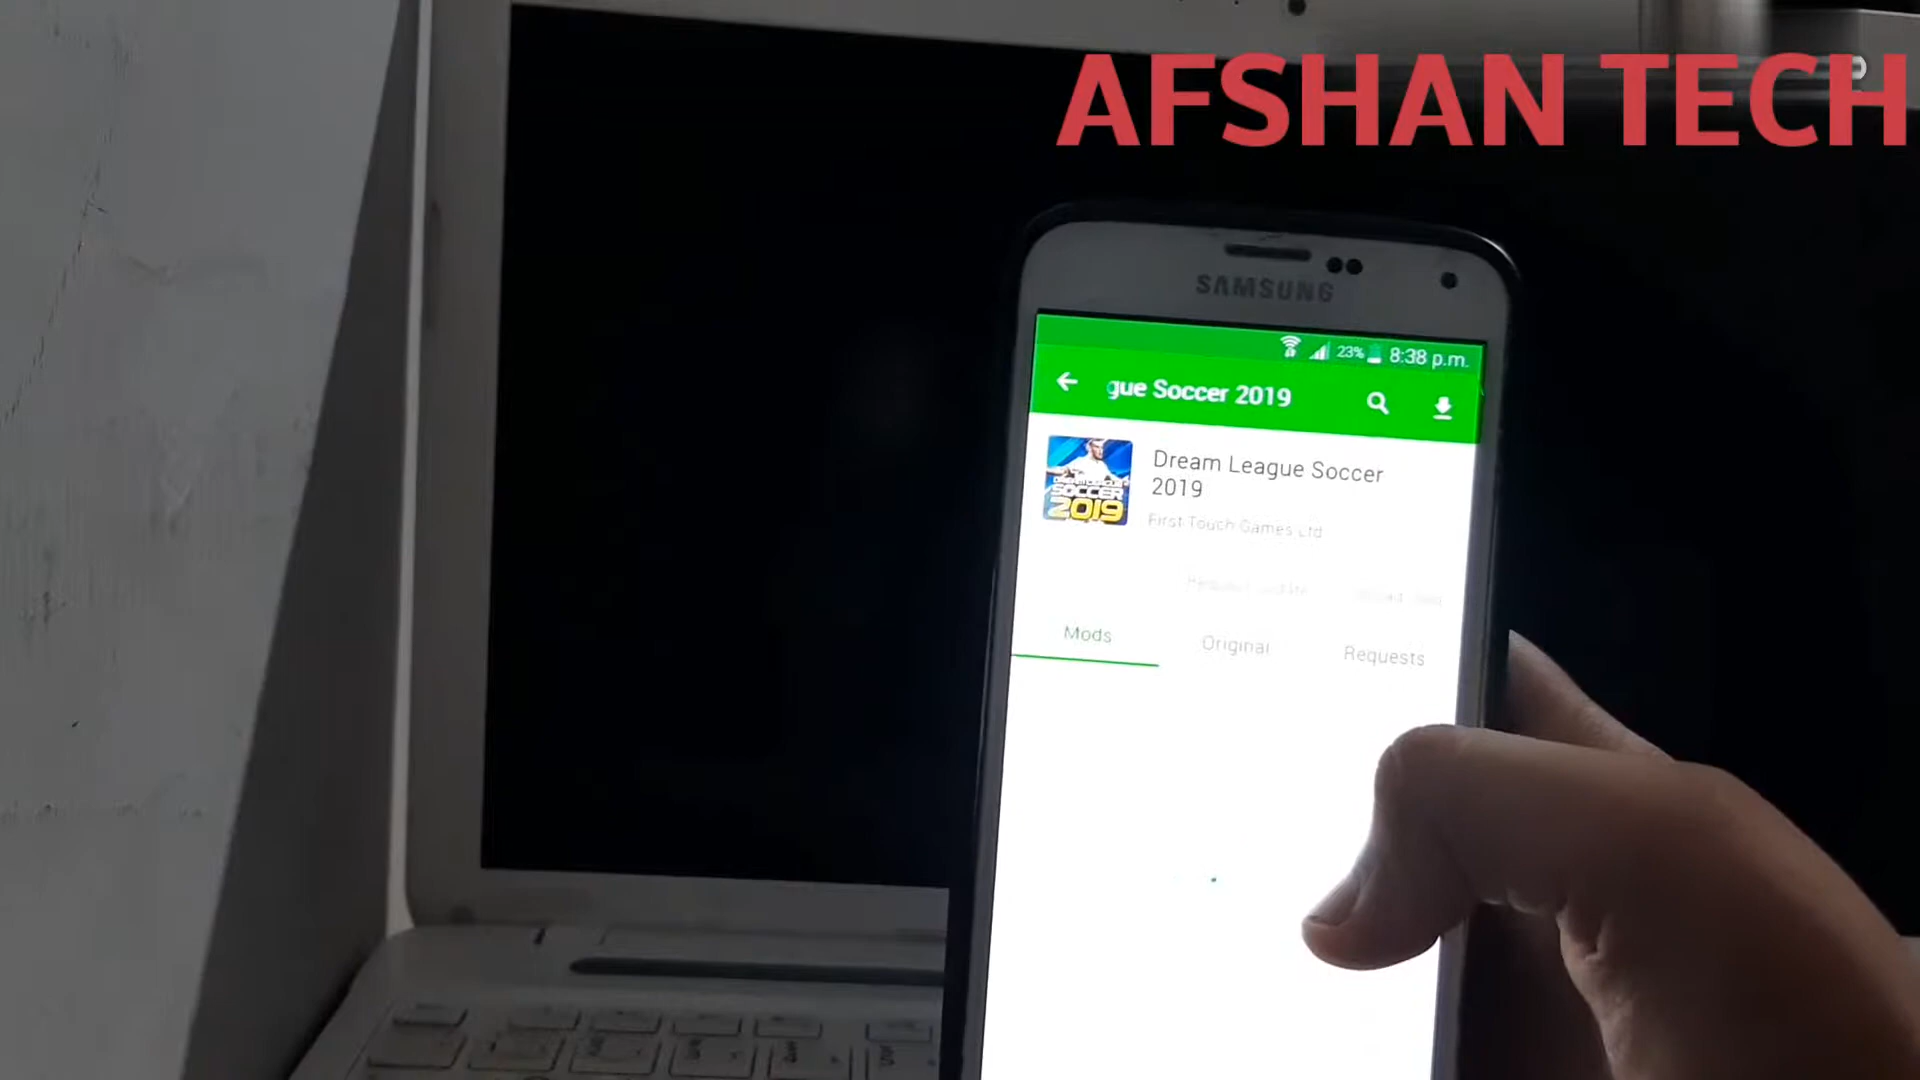 AFSHAN TECH
SAMSUNG
23% 8:38 p.m.
gue Soccer 2019
Dream League Soccer
2019
SOCCER
2019
First Touch Games Ltd
Mods Original Requests